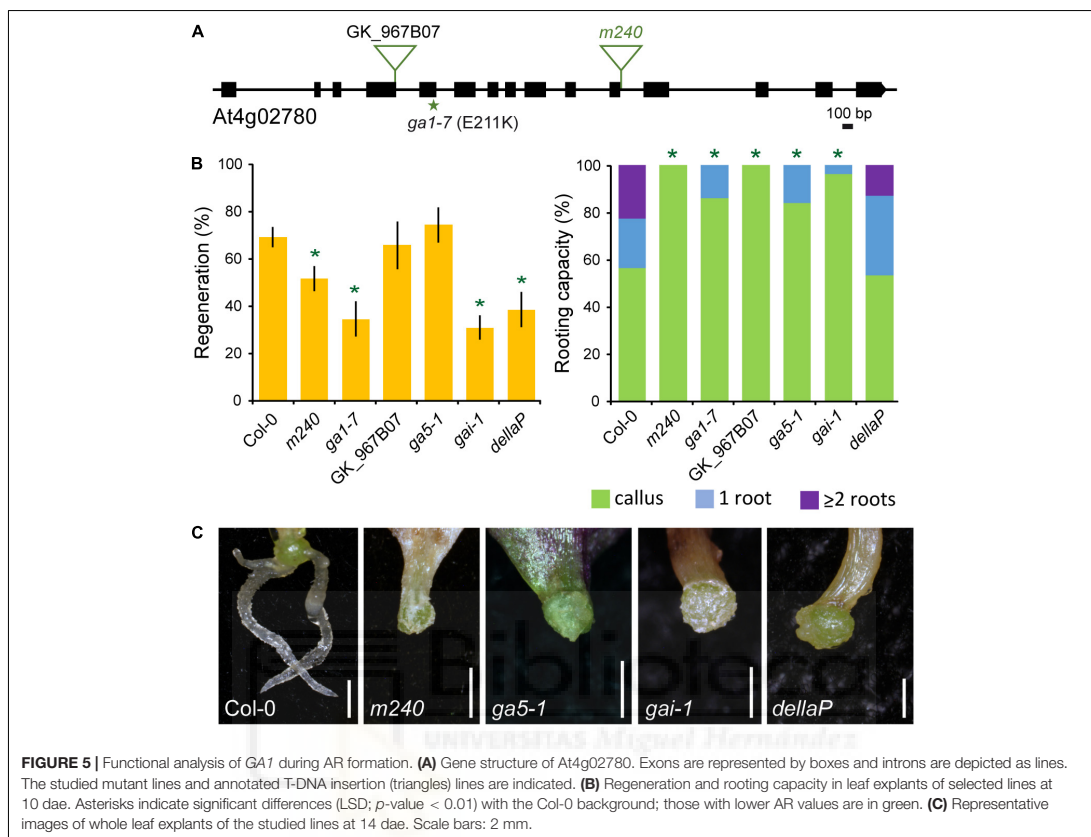 A
GK_967B07
m240
At4g02780
ga1-7 (E211K)
100 bp
B
Regeneration (%)
100
80
60
40
20
0
* * * *
Col-0
m240
ga1-7
GK_967B07
ga5-1
gai-1
dellaP
Rooting capacity (%)
100
80
60
40
20
0
* * * * *
Col-0
m240
ga1-7
GK_967B07
ga5-1
gai-1
dellaP
callus
1 root
≥2 roots
C
Col-0
m240
ga5-1
gai-1
dellaP
Biblioteca
UNIVERSITAS Miguel Hernández
FIGURE 5 | Functional analysis of GA1 during AR formation. (A) Gene structure of At4g02780. Exons are represented by boxes and introns are depicted as lines.
The studied mutant lines and annotated T-DNA insertion (triangles) lines are indicated. (B) Regeneration and rooting capacity in leaf explants of selected lines at
10 dae. Asterisks indicate significant differences (LSD; p-value < 0.01) with the Col-0 background; those with lower AR values are in green. (C) Representative
images of whole leaf explants of the studied lines at 14 dae. Scale bars: 2 mm.